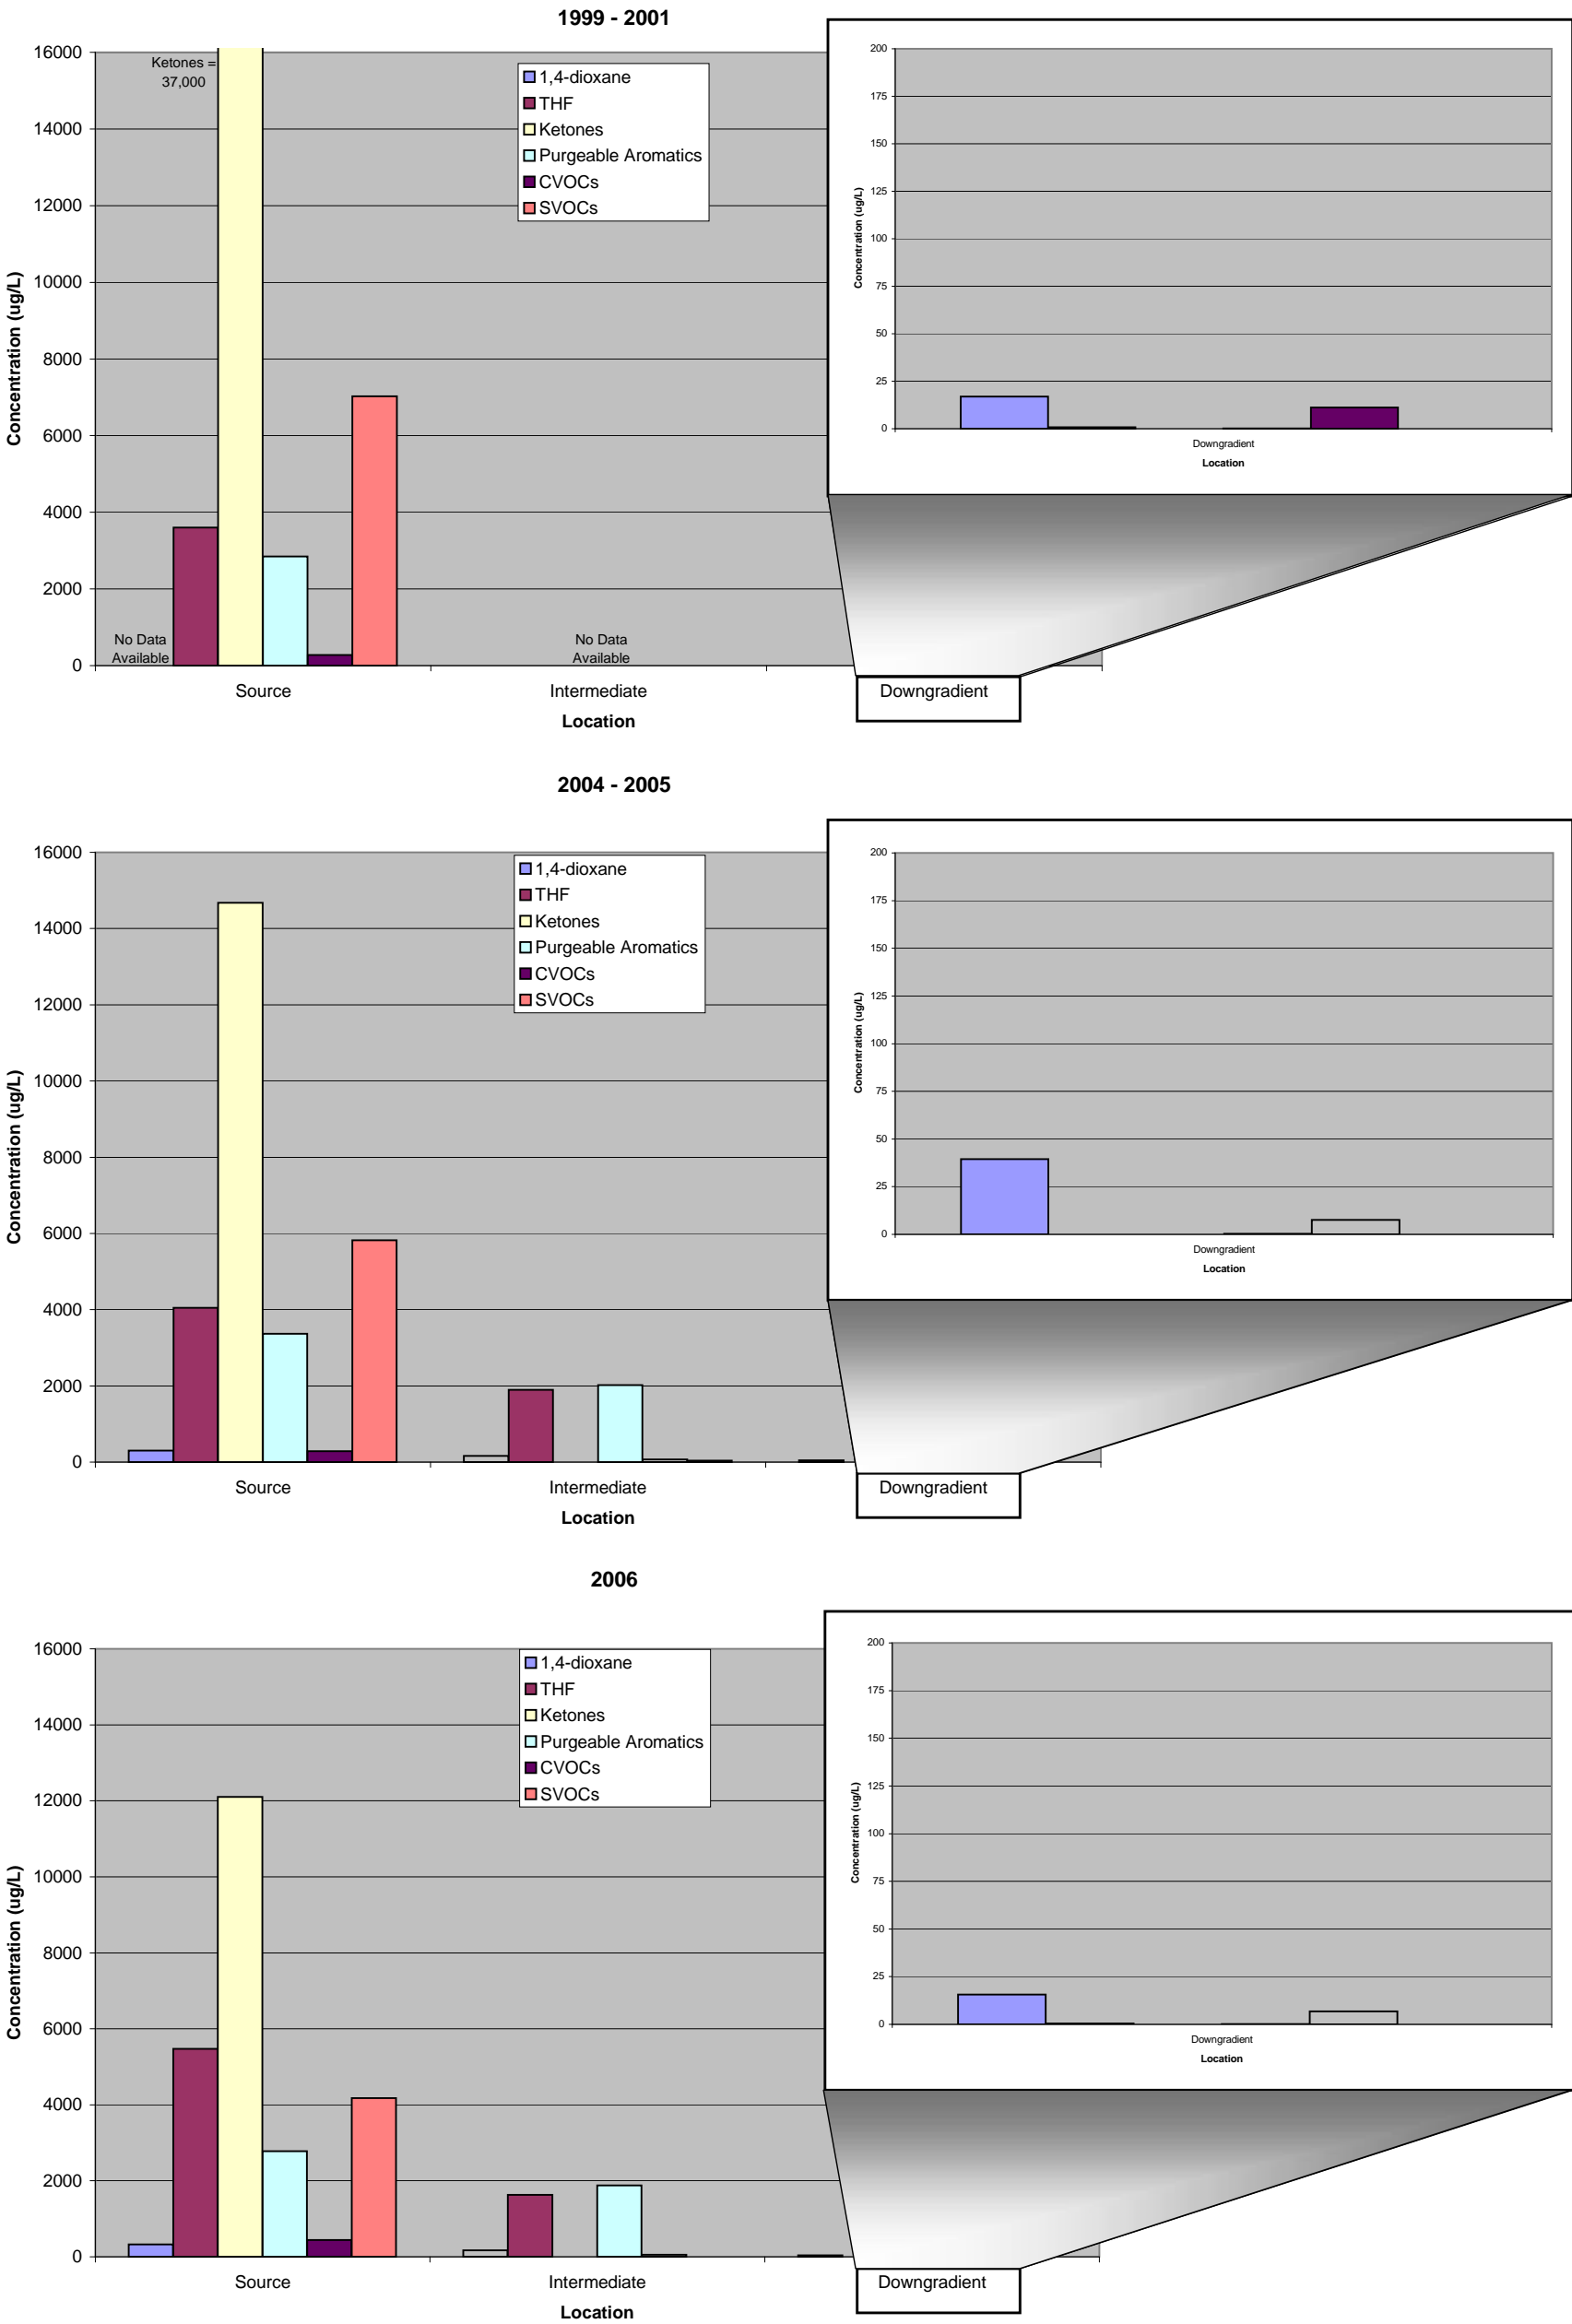 1999 - 2001
16000
14000
12000
10000
8000
6000
4000
2000
0
Concentration (ug/L)
Ketones =
37,000
No Data
Available
No Data
Available
1,4-dioxane
THF
Ketones
Purgeable Aromatics
CVOCs
SVOCs
Source
Intermediate
Downgradient
Location
200
175
150
125
100
75
50
25
0
Concentration (ug/L)
Downgradient
Location
2004 - 2005
16000
14000
12000
10000
8000
6000
4000
2000
0
Concentration (ug/L)
1,4-dioxane
THF
Ketones
Purgeable Aromatics
CVOCs
SVOCs
Source
Intermediate
Downgradient
Location
200
175
150
125
100
75
50
25
0
Concentration (ug/L)
Downgradient
Location
2006
16000
14000
12000
10000
8000
6000
4000
2000
0
Concentration (ug/L)
1,4-dioxane
THF
Ketones
Purgeable Aromatics
CVOCs
SVOCs
Source
Intermediate
Downgradient
Location
200
175
150
125
100
75
50
25
0
Concentration (ug/L)
Downgradient
Location